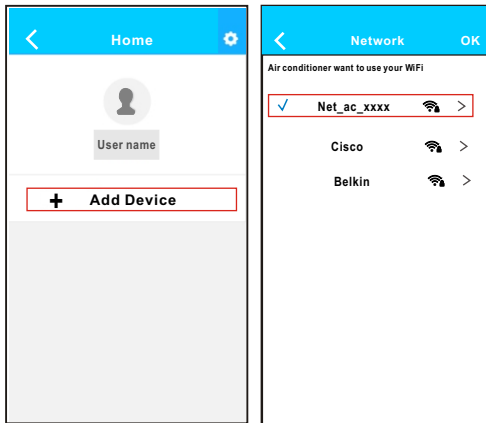 Home
User name
+ Add Device
Network OK
Air conditioner want to use your WiFi
✓ Net_ac_xxxx >
Cisco >
Belkin >